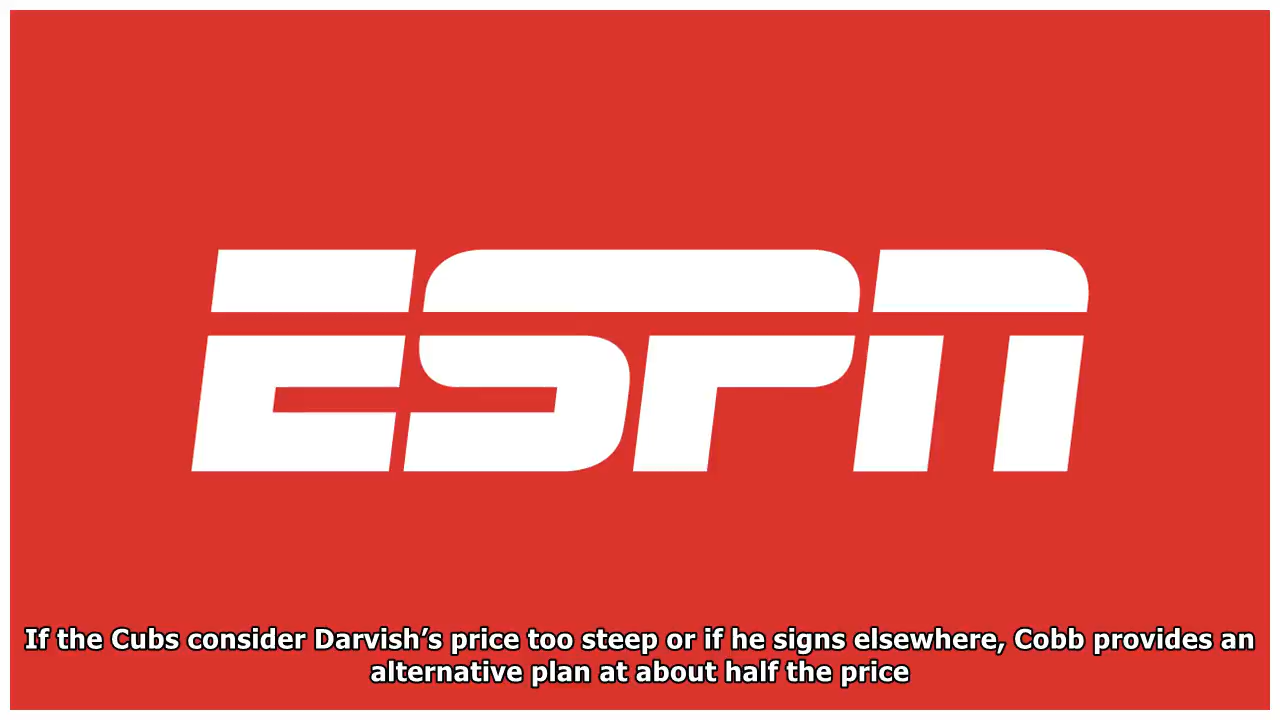 ESPN
If the Cubs consider Darvish’s price too steep or if he signs elsewhere, Cobb provides an
alternative plan at about half the price